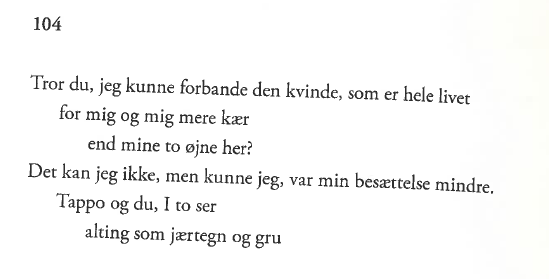 104
Tror du, jeg kunne forbande den kvinde, som er hele livet
for mig og mig mere kær
end mine to øjne her?
Det kan jeg ikke, men kunne jeg, var min besættelse mindre.
Tappo og du, I to ser
alting som jærtegn og gru